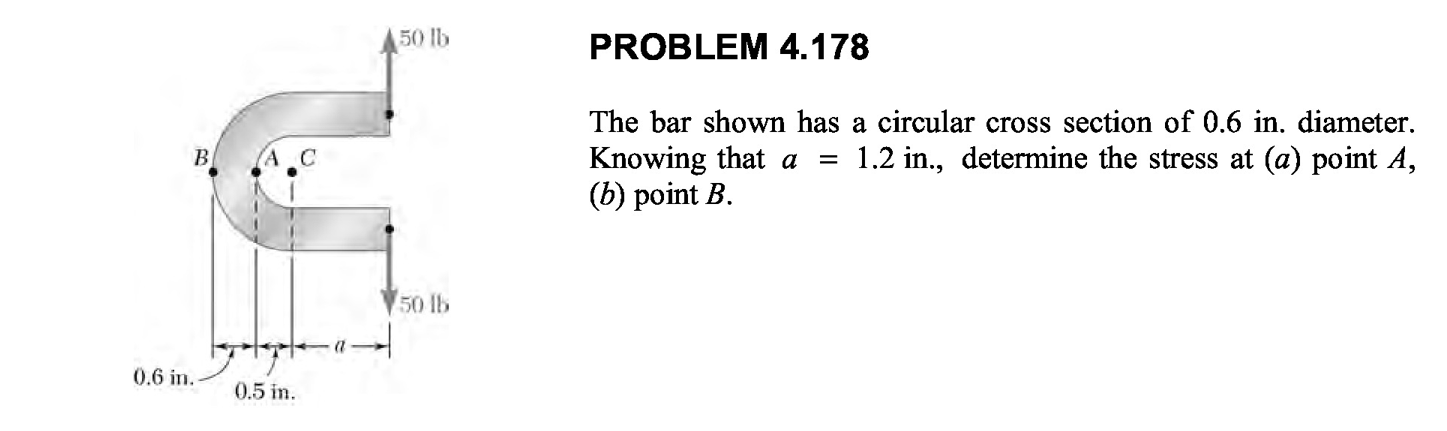 50 lb
PROBLEM 4.178
The bar shown has a circular cross section of 0.6 in. diameter.
Knowing that a = 1.2 in., determine the stress at (a) point A,
(b) point B.
B A C
50 lb
a
0.6 in.
0.5 in.